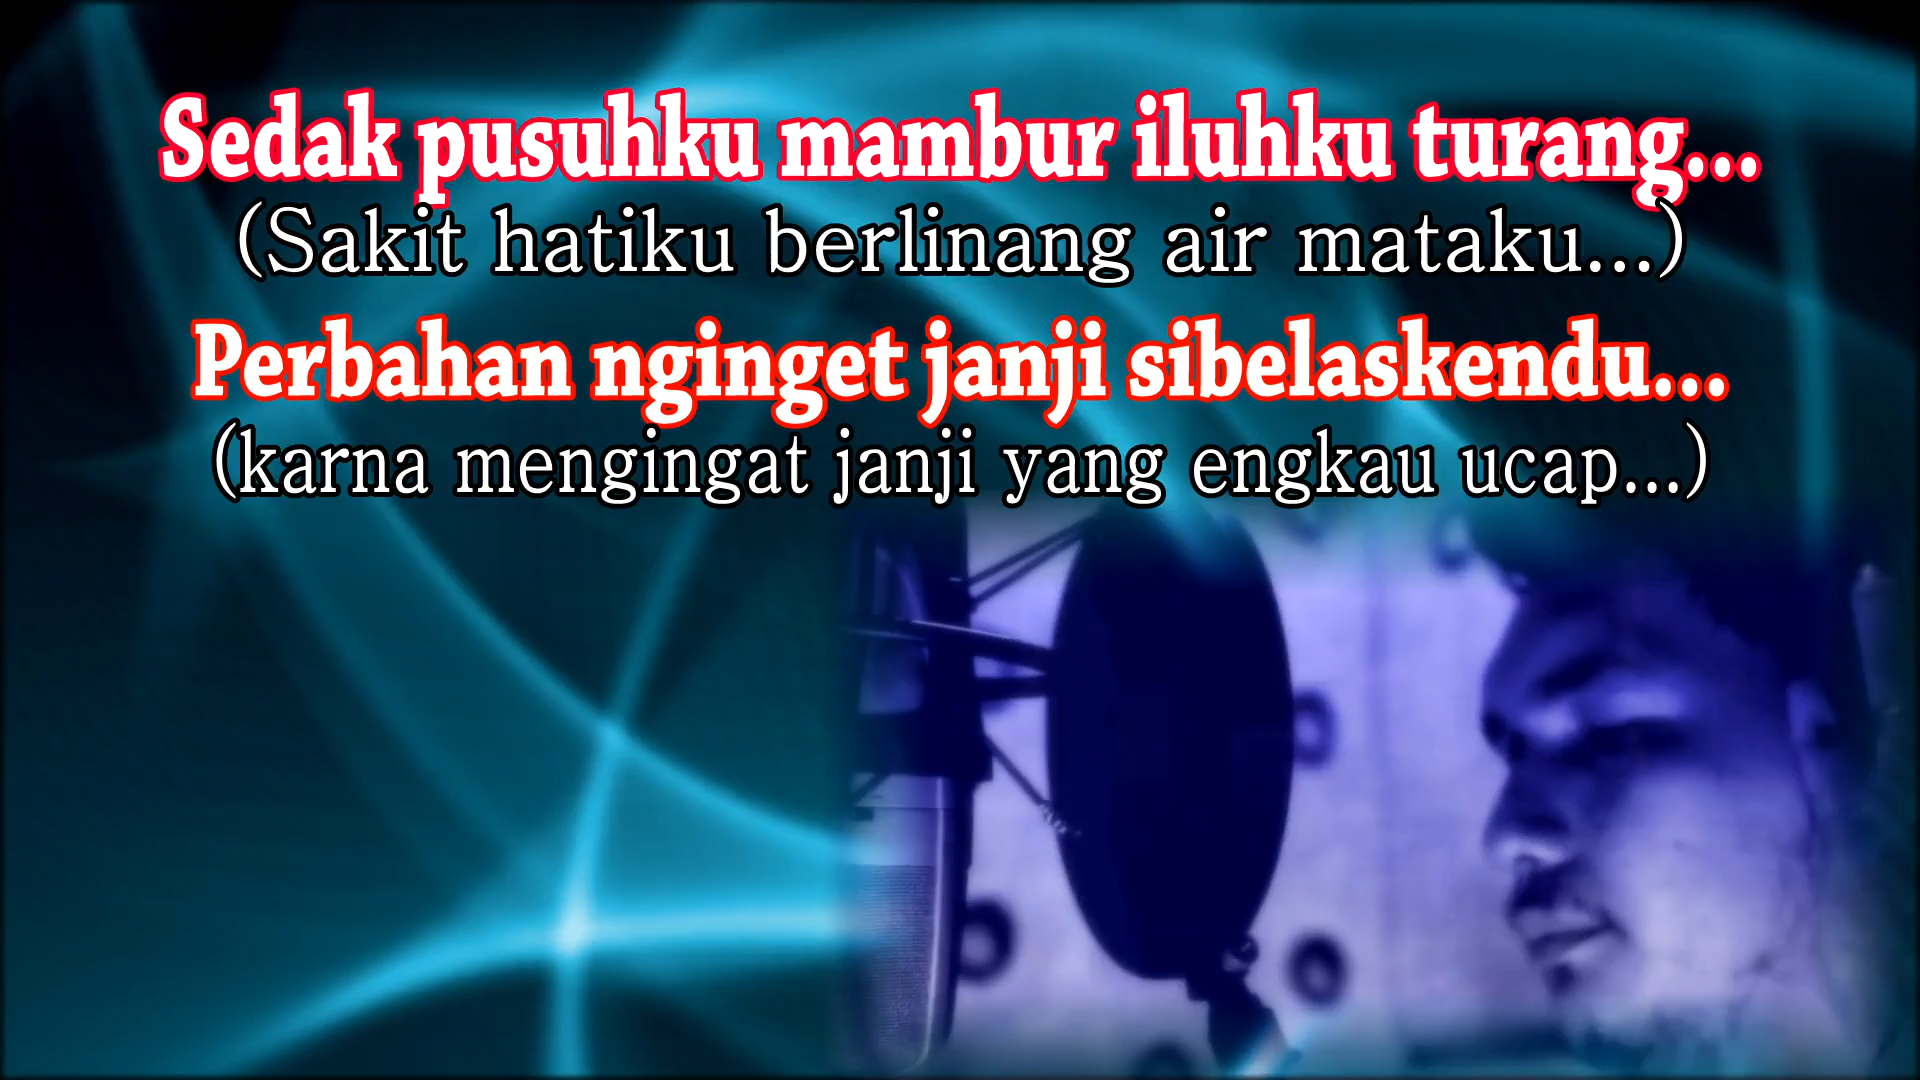 Sedak pusuhku mambur iluhku turang...
(Sakit hatiku berlinang air mataku...)
Perbahan nginget janji sibelaskendu...
(karna mengingat janji yang engkau ucap...)